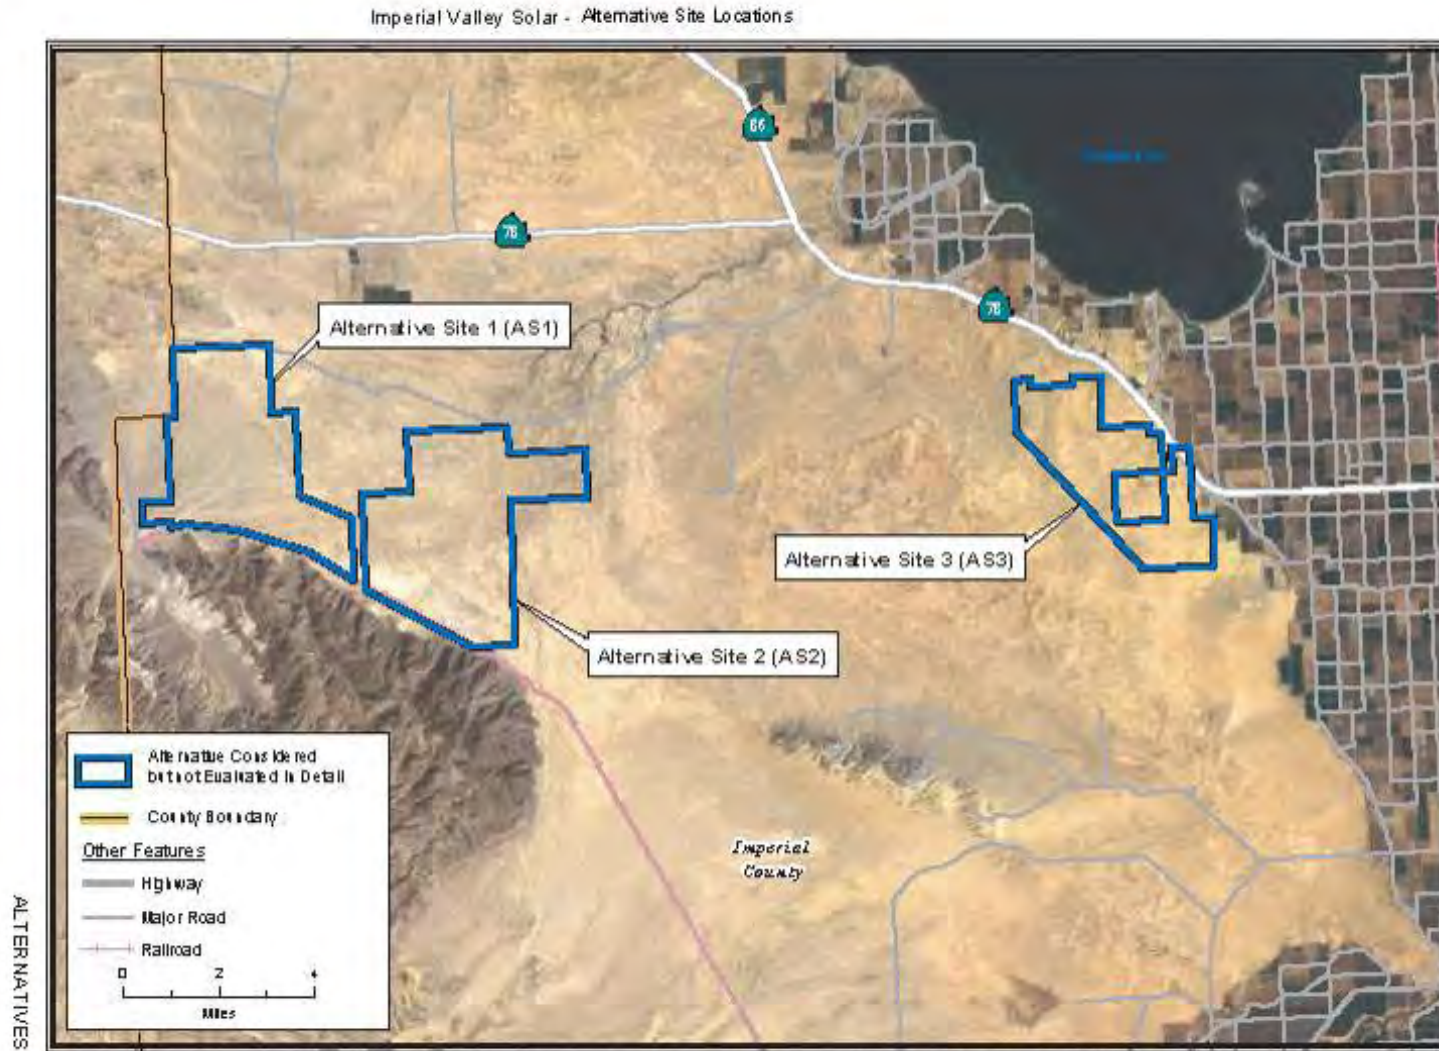 Imperial Valley Solar - Alternative Site Locations
86
78
78
Alternative Site 1 (AS1)
Alternative Site 3 (AS3)
Alternative Site 2 (AS2)
Alternative Considered
but not Evaluated in Detail
County Boundary
Other Features
Highway
Major Road
Railroad
0 2 4
Miles
Imperial
County
ALTERNATIVES